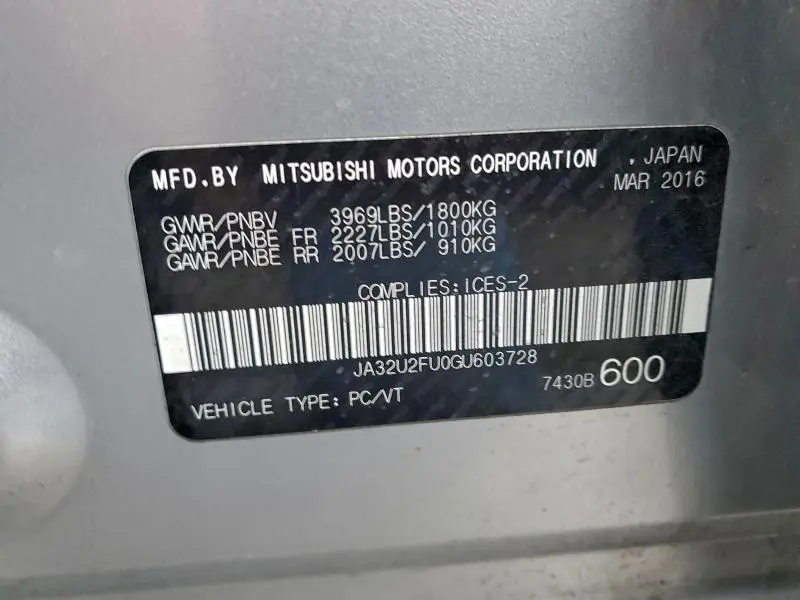 MFD.BY MITSUBISHI MOTORS CORPORATION . JAPAN
MAR 2016
GVWR/PNBV 3969LBS/1800KG
GAWR/PNBE FR 2227LBS/1010KG
GAWR/PNBE RR 2007LBS/ 910KG
COMPLIES:ICES-2
JA32U2FU0GU603728
7430B 600
VEHICLE TYPE: PC/VT